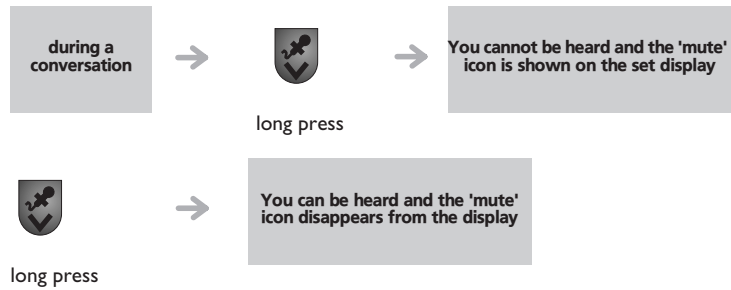 during a
conversation
You cannot be heard and the 'mute'
icon is shown on the set display
long press
You can be heard and the 'mute'
icon disappears from the display
long press